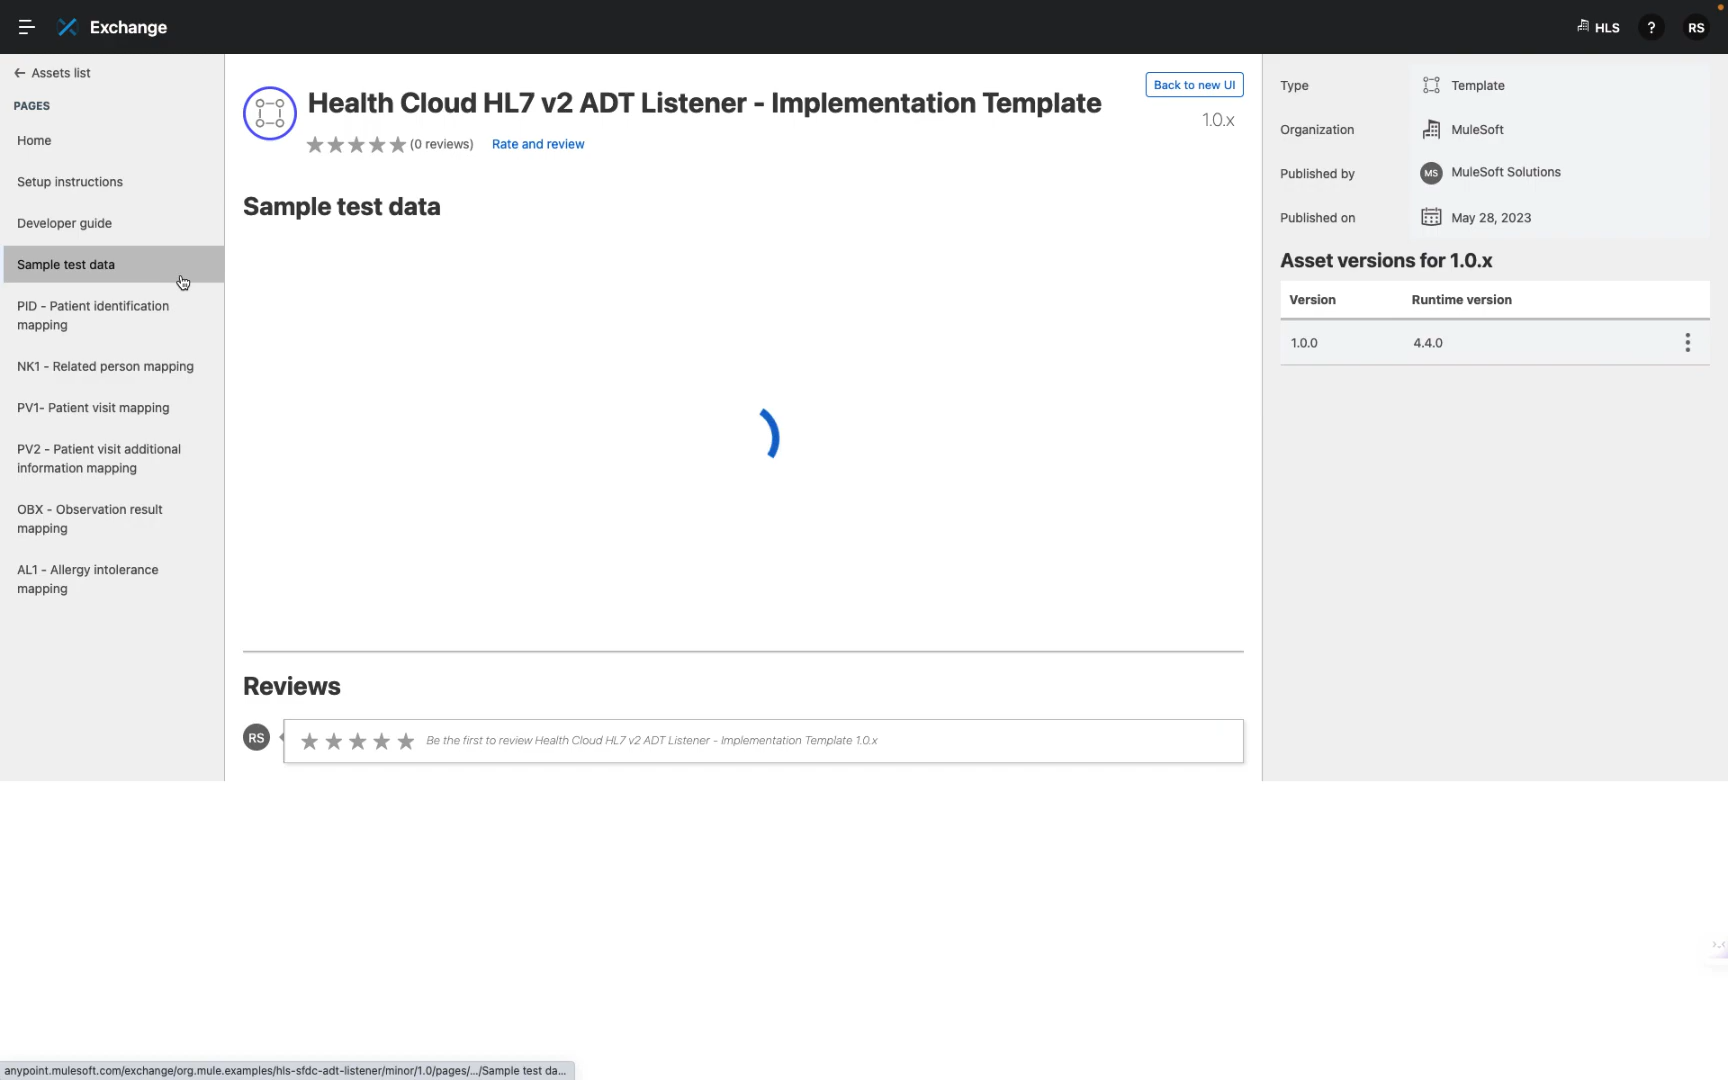 Exchange
HLS
?
RS
Assets list
PAGES
Home
Setup instructions
Developer guide
Sample test data
PID - Patient identification
mapping
NK1 - Related person mapping
PV1- Patient visit mapping
PV2 - Patient visit additional
information mapping
OBX - Observation result
mapping
AL1 - Allergy intolerance
mapping
Health Cloud HL7 v2 ADT Listener - Implementation Template
Back to new UI
1.0.x
(0 reviews) Rate and review
Sample test data
Reviews
RS
Be the first to review Health Cloud HL7 v2 ADT Listener - Implementation Template 1.0.x
Type Template
Organization MuleSoft
Published by MS MuleSoft Solutions
Published on May 28, 2023
Asset versions for 1.0.x
Version Runtime version
1.0.0 4.4.0
anypoint.mulesoft.com/exchange/org.mule.examples/hls-sfdc-adt-listener/minor/1.0/pages/.../Sample test da...